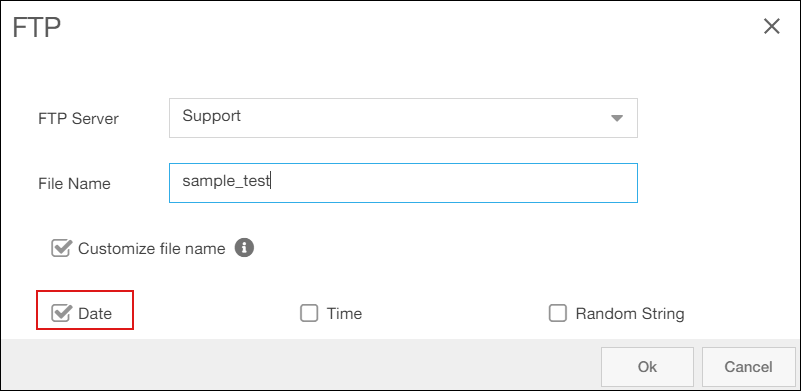 FTP
FTP Server Support
File Name sample_test
Customize file name
Date Time Random String
Ok Cancel